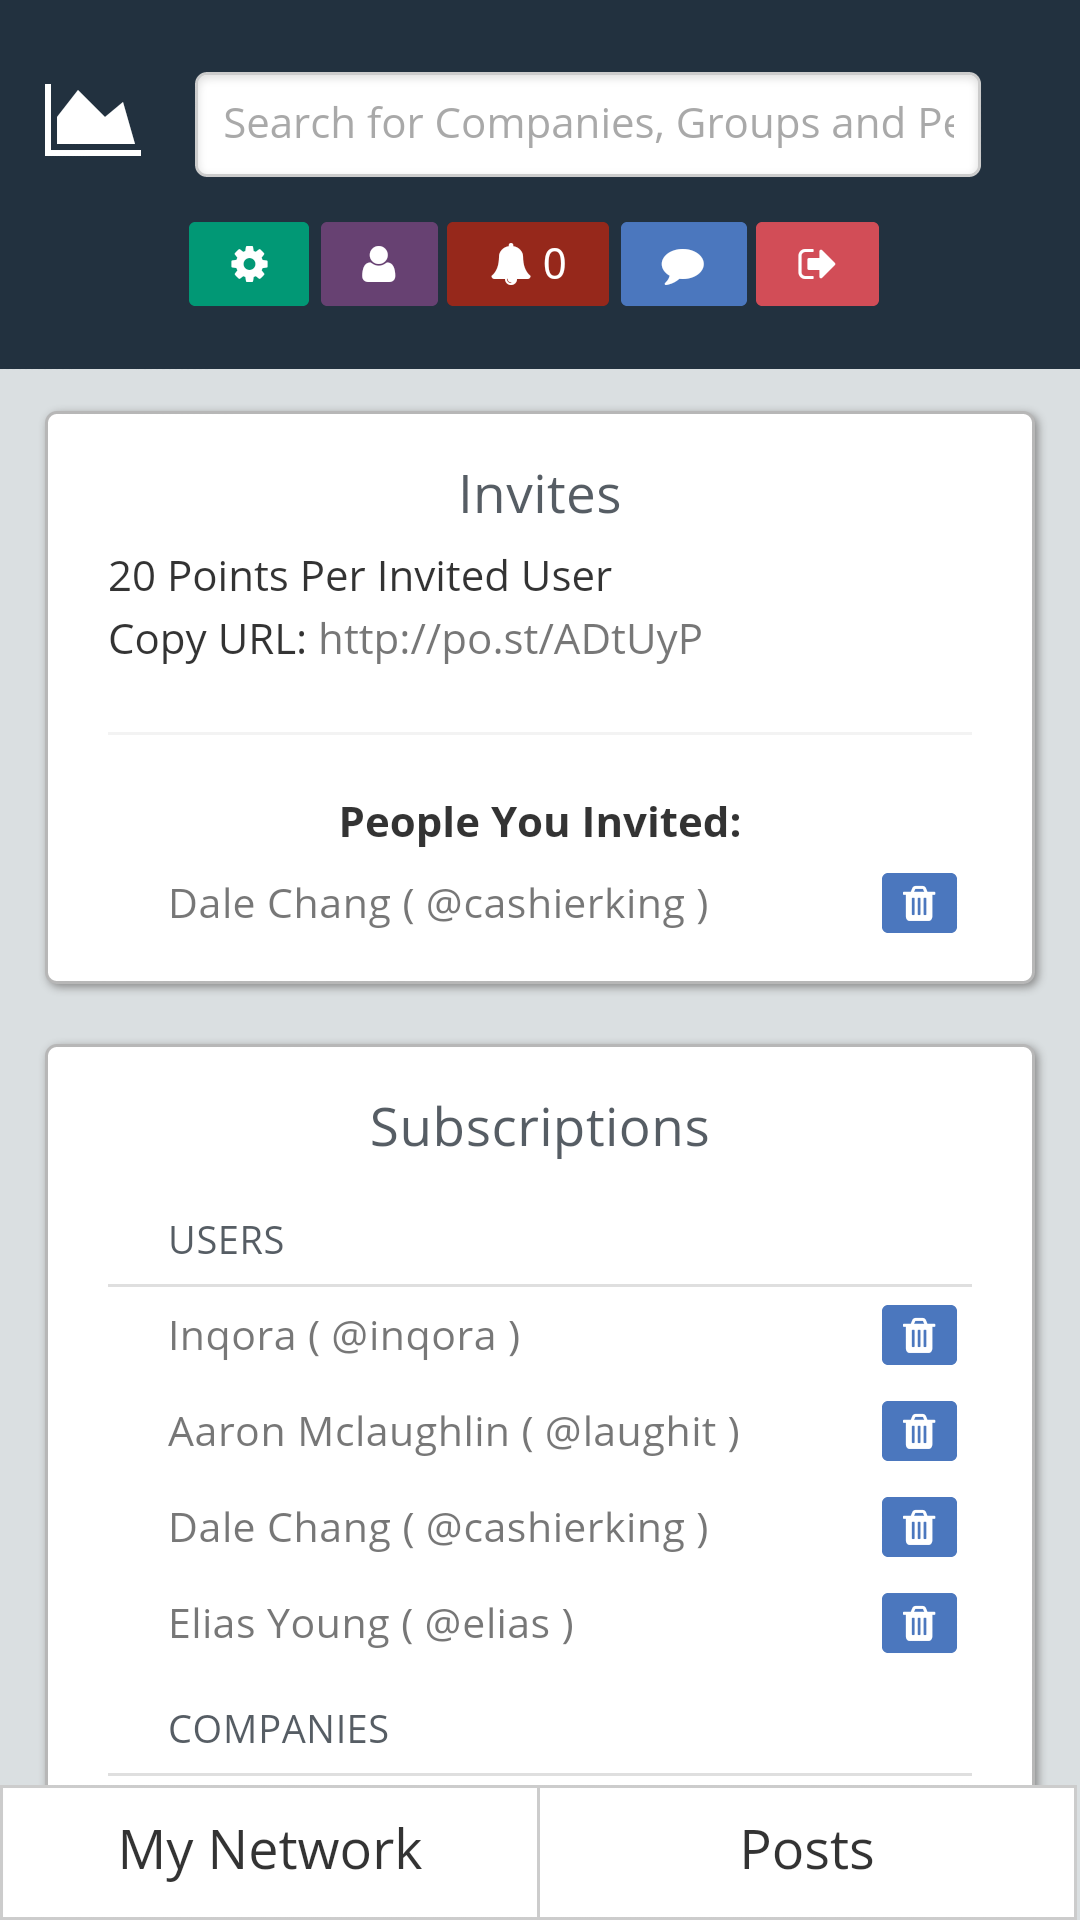 Search for Companies, Groups and Pe
0
Invites
20 Points Per Invited User
Copy URL: http://po.st/ADtUyP
People You Invited:
Dale Chang ( @cashierking )
Subscriptions
USERS
Inqora ( @inqora )
Aaron Mclaughlin ( @laughit )
Dale Chang ( @cashierking )
Elias Young ( @elias )
COMPANIES
My Network
Posts